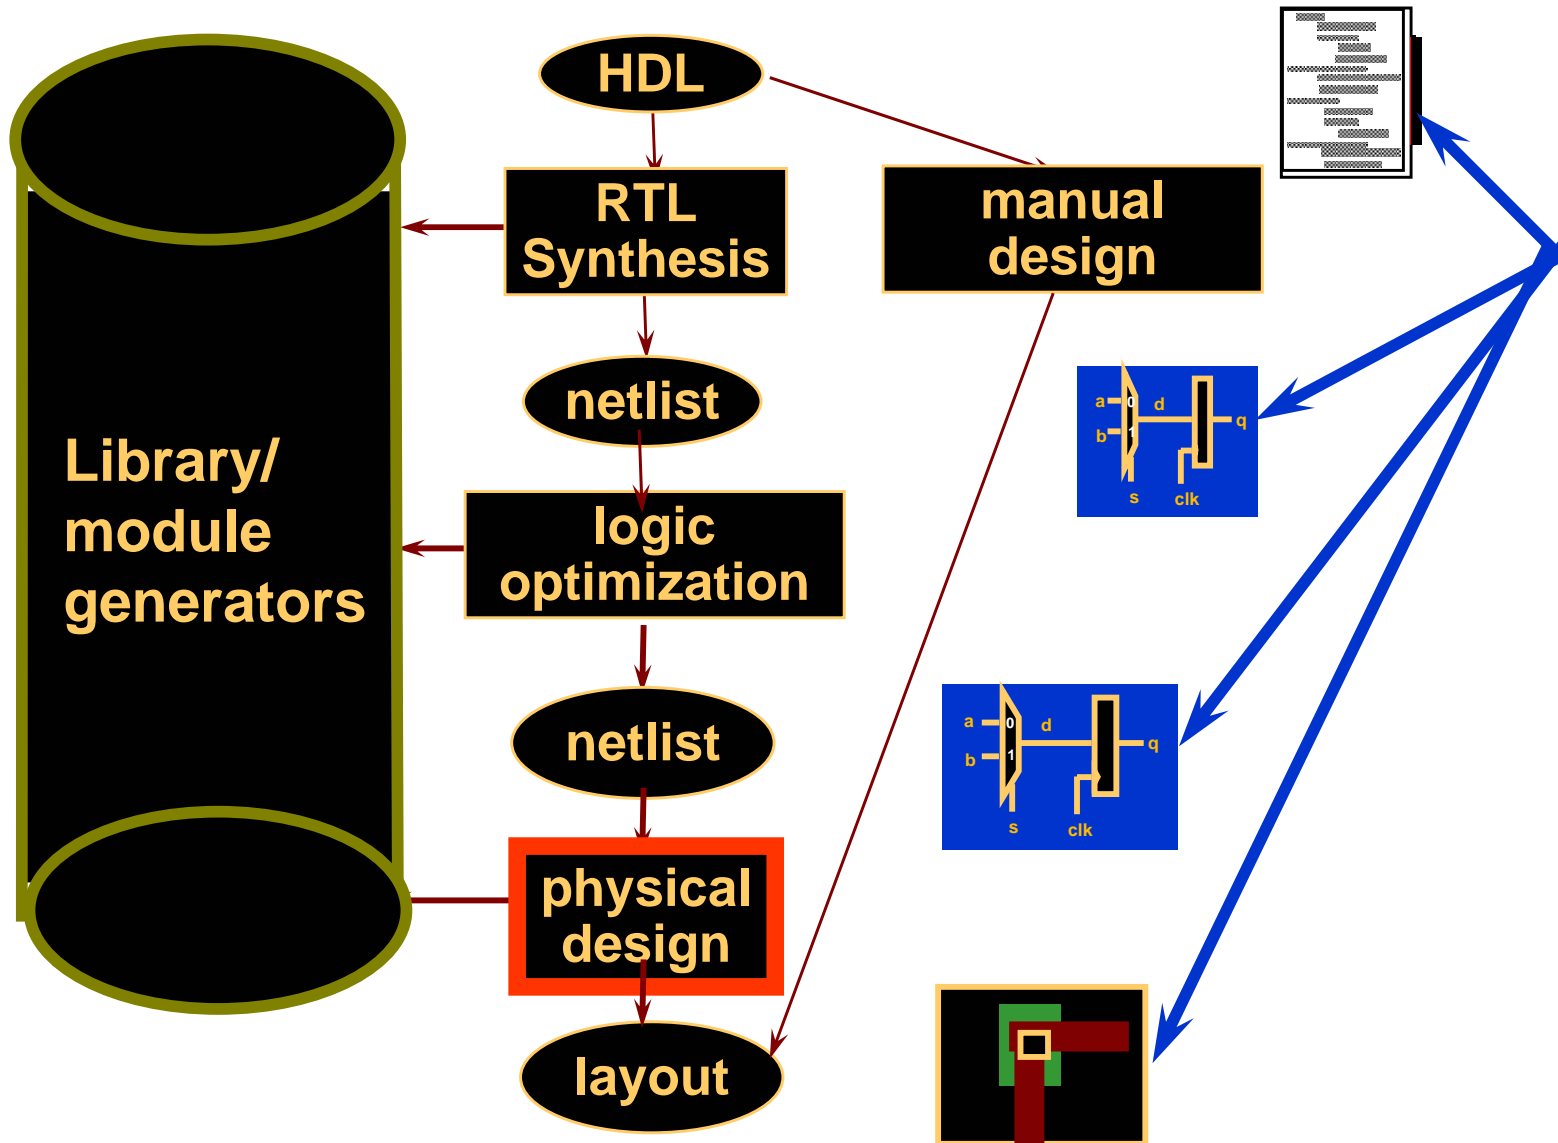 HDL
RTL
Synthesis
manual
design
netlist
Library/
module
generators
logic
optimization
netlist
physical
design
layout
a
b
0
1
d
q
s
clk
a
b
0
1
d
q
s
clk